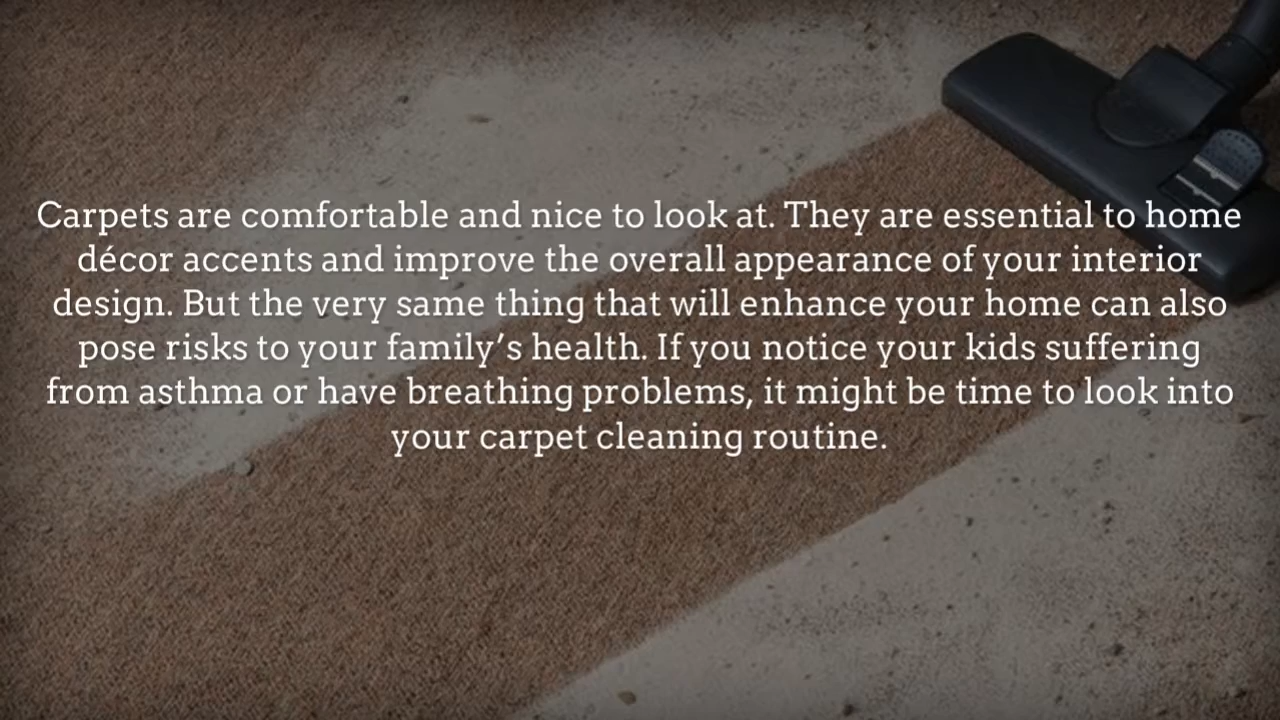 Carpets are comfortable and nice to look at. They are essential to home
décor accents and improve the overall appearance of your interior
design. But the very same thing that will enhance your home can also
pose risks to your family’s health. If you notice your kids suffering
from asthma or have breathing problems, it might be time to look into
your carpet cleaning routine.